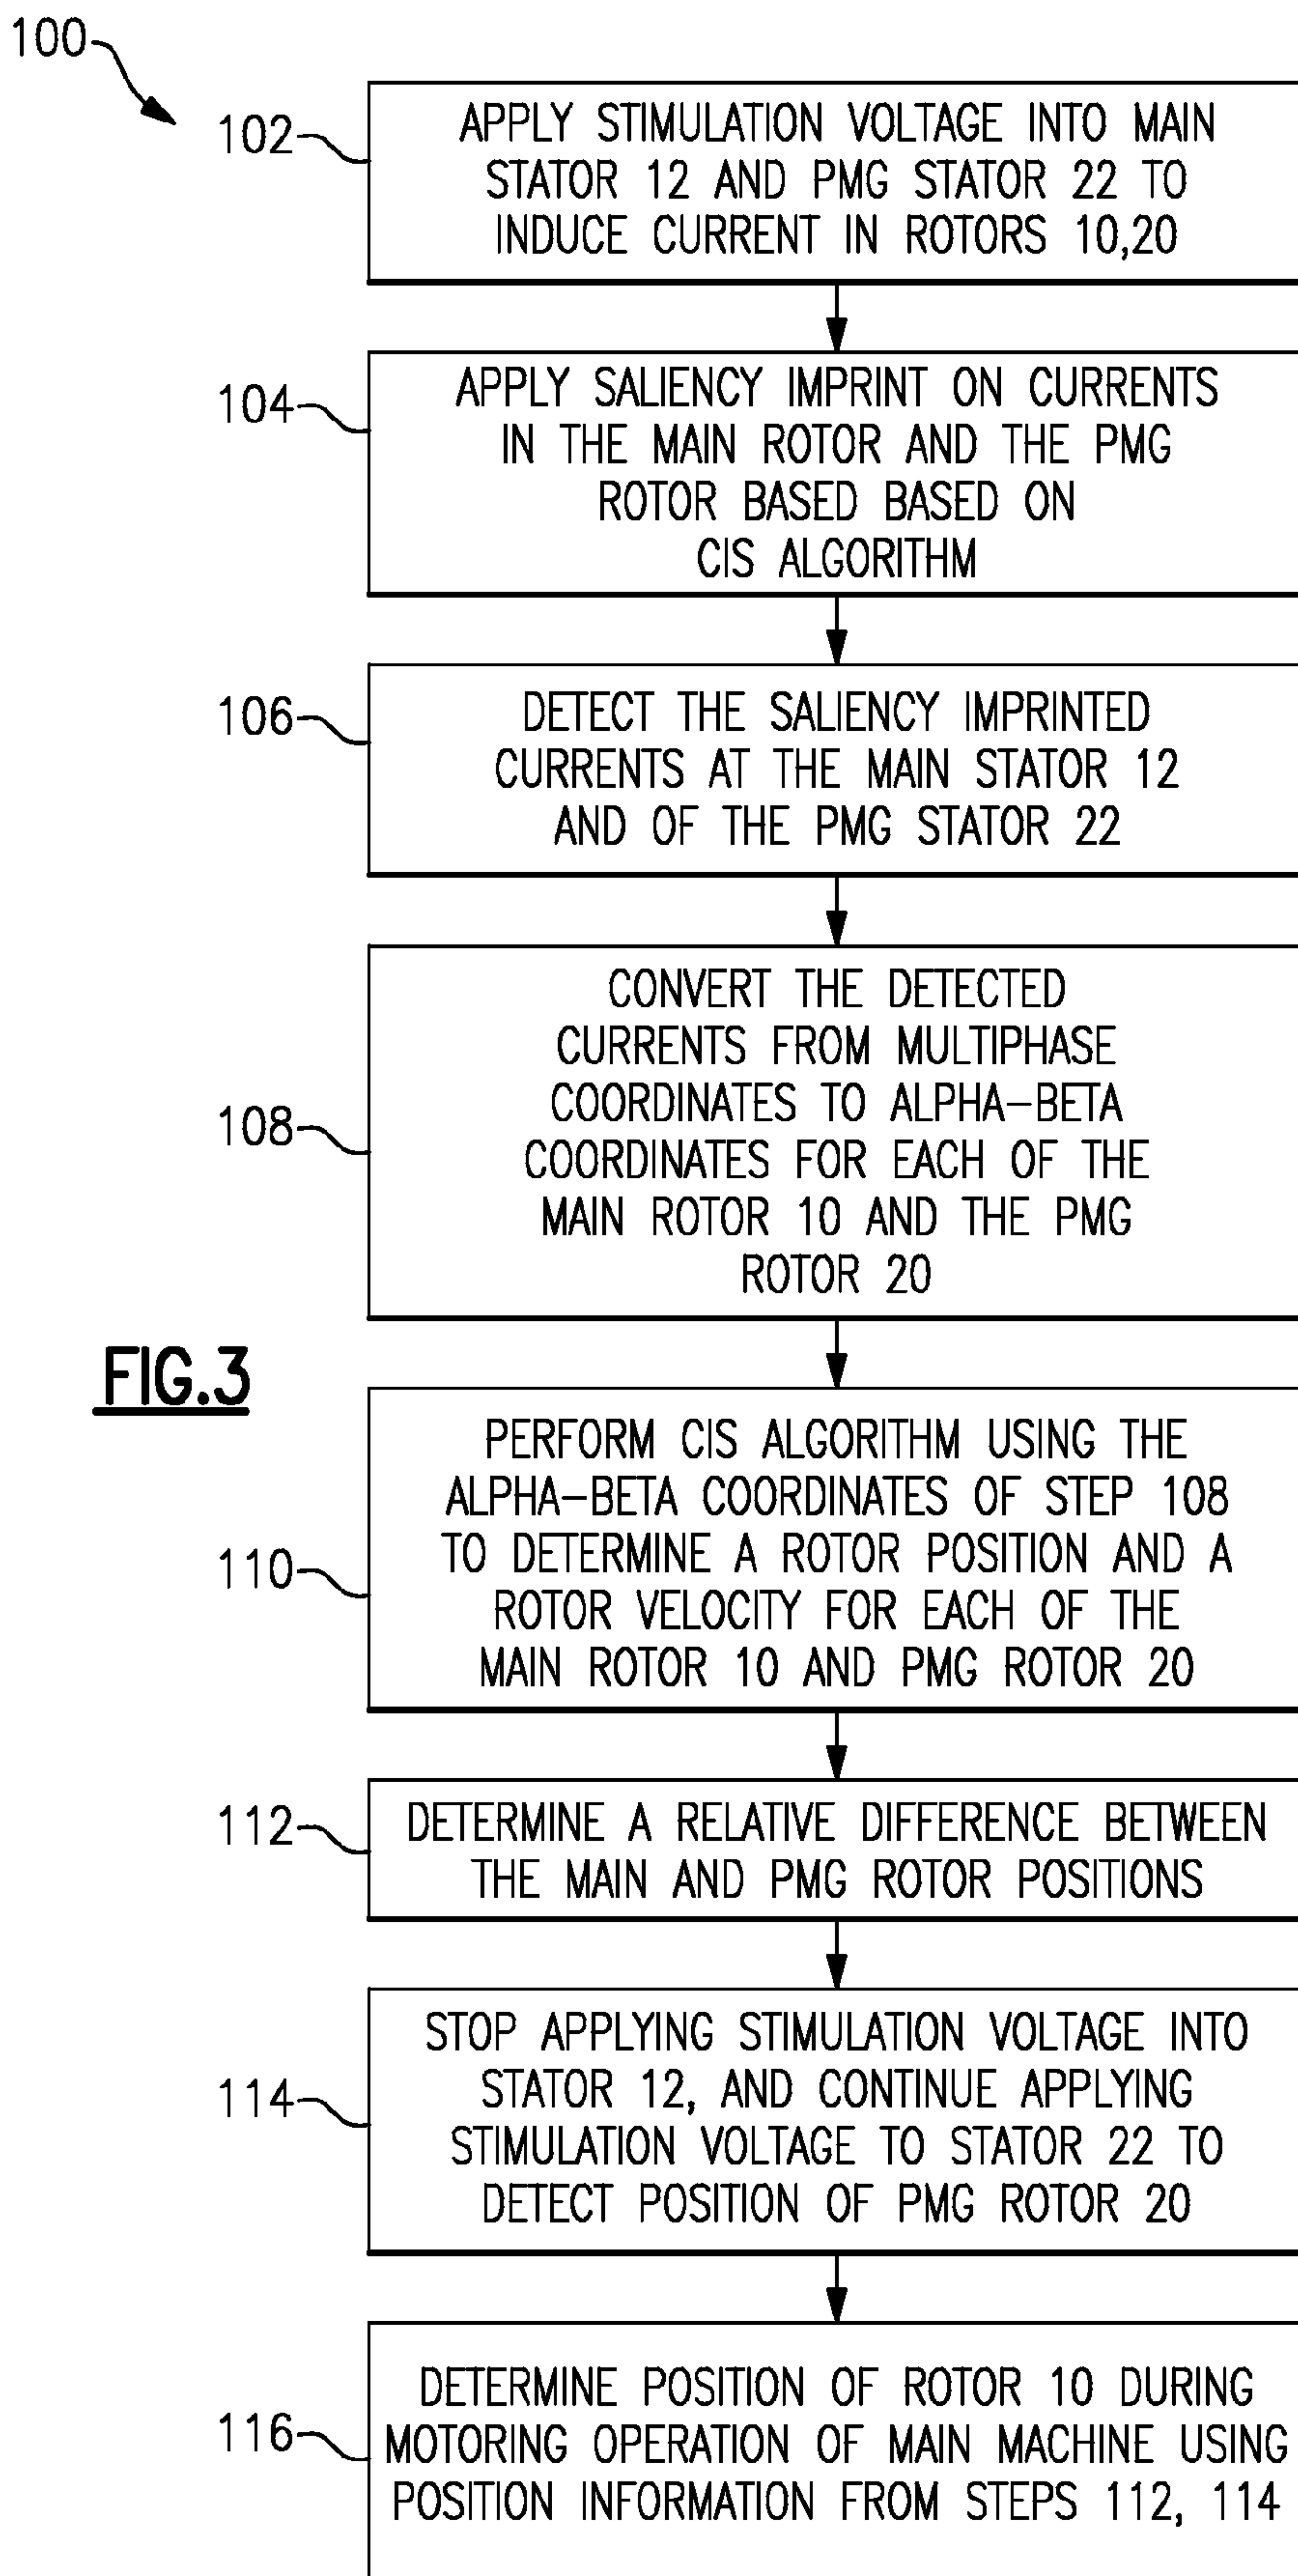 100
102
APPLY STIMULATION VOLTAGE INTO MAIN
STATOR 12 AND PMG STATOR 22 TO
INDUCE CURRENT IN ROTORS 10,20
104
APPLY SALIENCY IMPRINT ON CURRENTS
IN THE MAIN ROTOR AND THE PMG
ROTOR BASED BASED ON
CIS ALGORITHM
106
DETECT THE SALIENCY IMPRINTED
CURRENTS AT THE MAIN STATOR 12
AND OF THE PMG STATOR 22
108
CONVERT THE DETECTED
CURRENTS FROM MULTIPHASE
COORDINATES TO ALPHA-BETA
COORDINATES FOR EACH OF THE
MAIN ROTOR 10 AND THE PMG
ROTOR 20
FIG.3
110
PERFORM CIS ALGORITHM USING THE
ALPHA-BETA COORDINATES OF STEP 108
TO DETERMINE A ROTOR POSITION AND A
ROTOR VELOCITY FOR EACH OF THE
MAIN ROTOR 10 AND PMG ROTOR 20
112
DETERMINE A RELATIVE DIFFERENCE BETWEEN
THE MAIN AND PMG ROTOR POSITIONS
114
STOP APPLYING STIMULATION VOLTAGE INTO
STATOR 12, AND CONTINUE APPLYING
STIMULATION VOLTAGE TO STATOR 22 TO
DETECT POSITION OF PMG ROTOR 20
116
DETERMINE POSITION OF ROTOR 10 DURING
MOTORING OPERATION OF MAIN MACHINE USING
POSITION INFORMATION FROM STEPS 112, 114